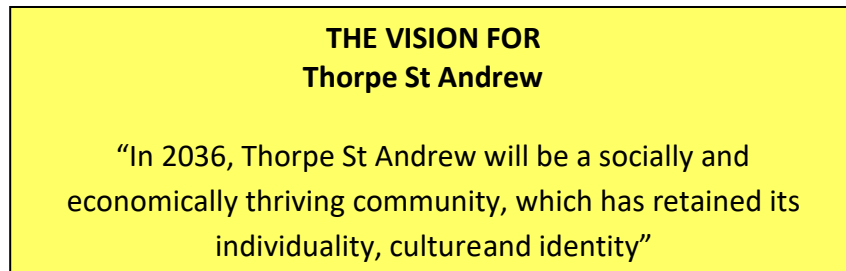 THE VISION FOR
Thorpe St Andrew
“In 2036, Thorpe St Andrew will be a socially and
economically thriving community, which has retained its
individuality, cultureand identity”